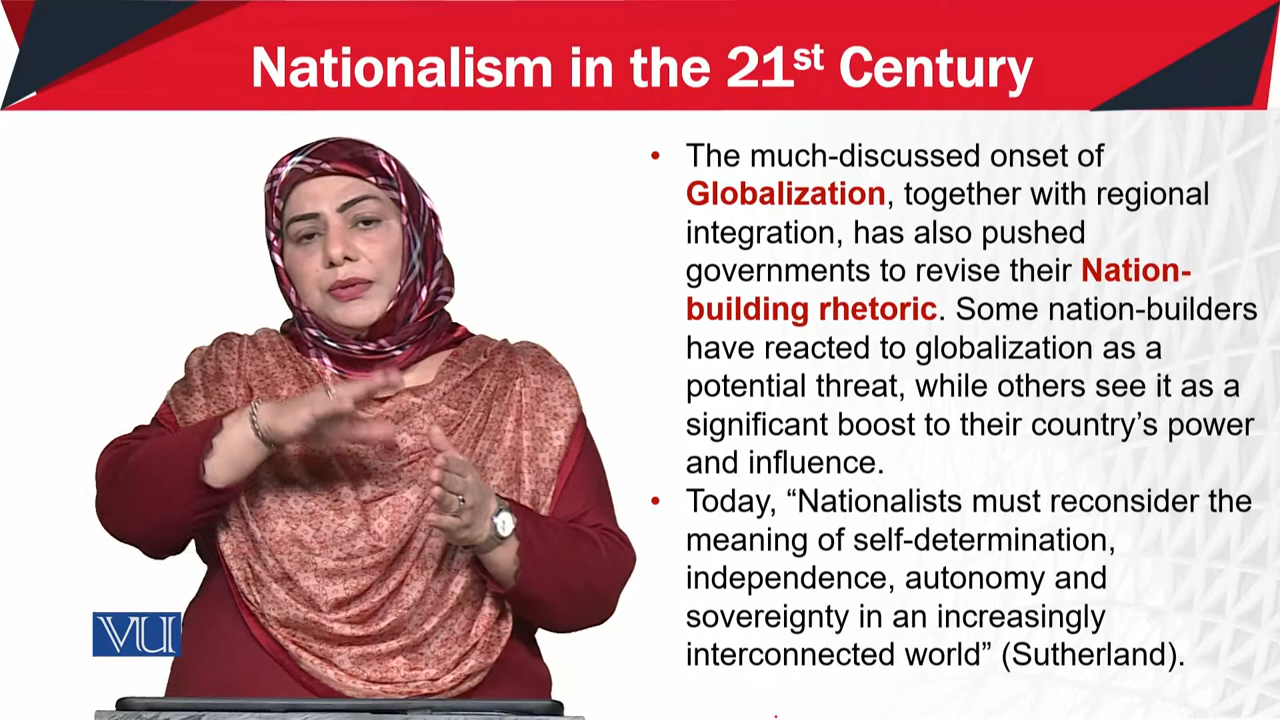 Nationalism in the 21st Century
• The much-discussed onset of
Globalization, together with regional
integration, has also pushed
governments to revise their Nation-
building rhetoric. Some nation-builders
have reacted to globalization as a
potential threat, while others see it as a
significant boost to their country’s power
and influence.
• Today, “Nationalists must reconsider the
meaning of self-determination,
independence, autonomy and
sovereignty in an increasingly
interconnected world” (Sutherland).
VU